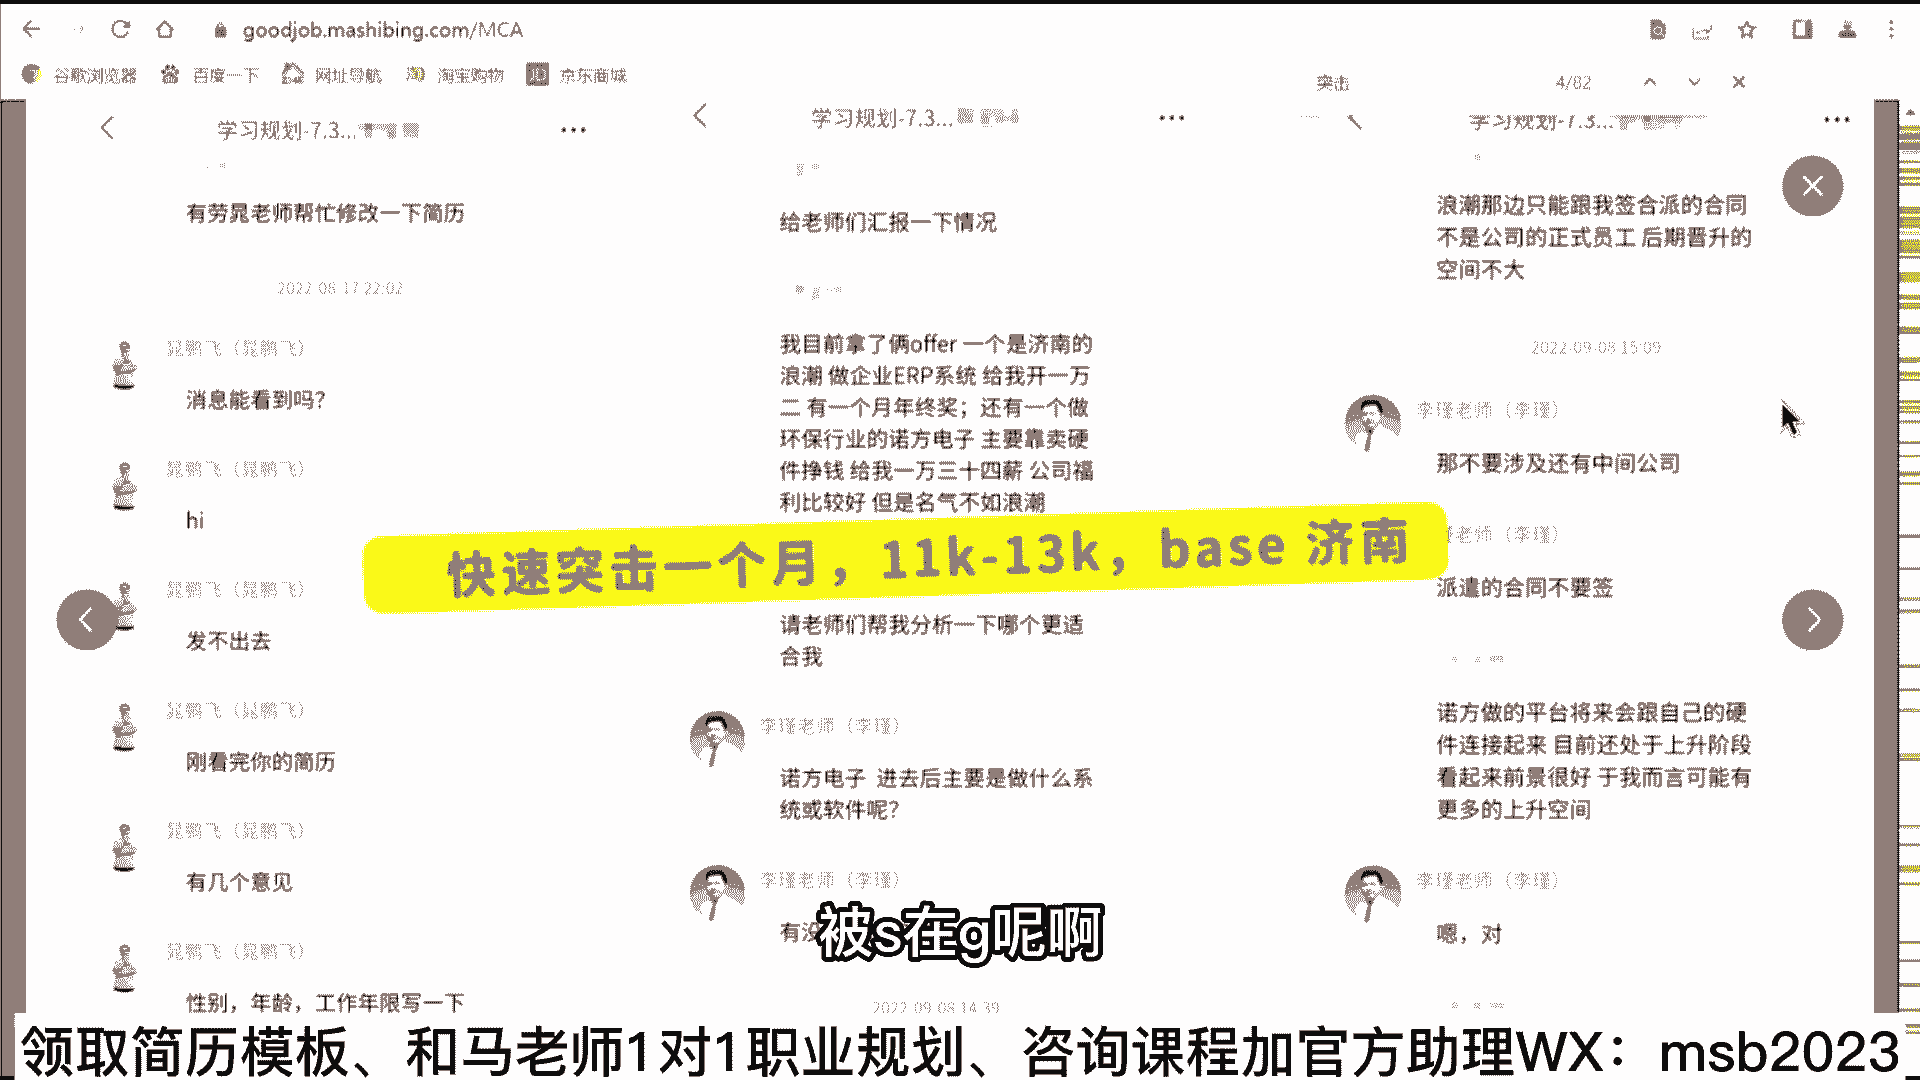 goodjob.mashibing.com/MCA
谷歌浏览器 百度一下 网址导航 淘宝购物 JD 京东商城
突击 4/82
学习规划-7.3...
有劳晁老师帮忙修改一下简历
2022-08-17 22:02
晁鹏飞（晁鹏飞）
消息能看到吗?
晁鹏飞（晁鹏飞）
hi
晁鹏飞（晁鹏飞）
发不出去
晁鹏飞（晁鹏飞）
刚看完你的简历
晁鹏飞（晁鹏飞）
有几个意见
晁鹏飞（晁鹏飞）
性别，年龄，工作年限写一下
学习规划-7.3...
给老师们汇报一下情况
我目前拿了俩offer 一个是济南的
浪潮 做企业ERP系统 给我开一万
二 有一个月年终奖；还有一个做
环保行业的诺方电子 主要靠卖硬
件挣钱 给我一万三十四薪 公司福
利比较好 但是名气不如浪潮
快速突击一个月，11k-13k，base 济南
请老师们帮我分析一下哪个更适
合我
李瑾老师（李瑾）
诺方电子 进去后主要是做什么系
统或软件呢?
李瑾老师（李瑾）
有没
2022-09-08 14:39
学习规划-7.3...
浪潮那边只能跟我签合派的合同
不是公司的正式员工 后期晋升的
空间不大
2022-09-08 15:09
李瑾老师（李瑾）
那不要涉及还有中间公司
老师（李瑾）
派遣的合同不要签
诺方做的平台将来会跟自己的硬
件连接起来 目前还处于上升阶段
看起来前景很好 于我而言可能有
更多的上升空间
李瑾老师（李瑾）
嗯，对
被s在g呢啊
领取简历模板、和马老师1对1职业规划、咨询课程加官方助理WX：msb2023_